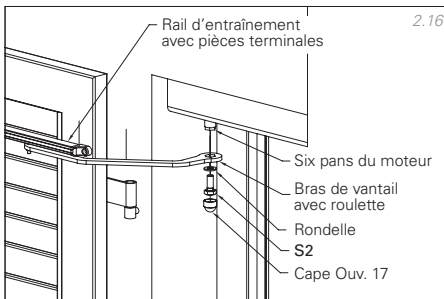 Rail d'entraînement
avec pièces terminales
2.16
Six pans du moteur
Bras de vantail
avec roulette
Rondelle
S2
Cape Ouv. 17